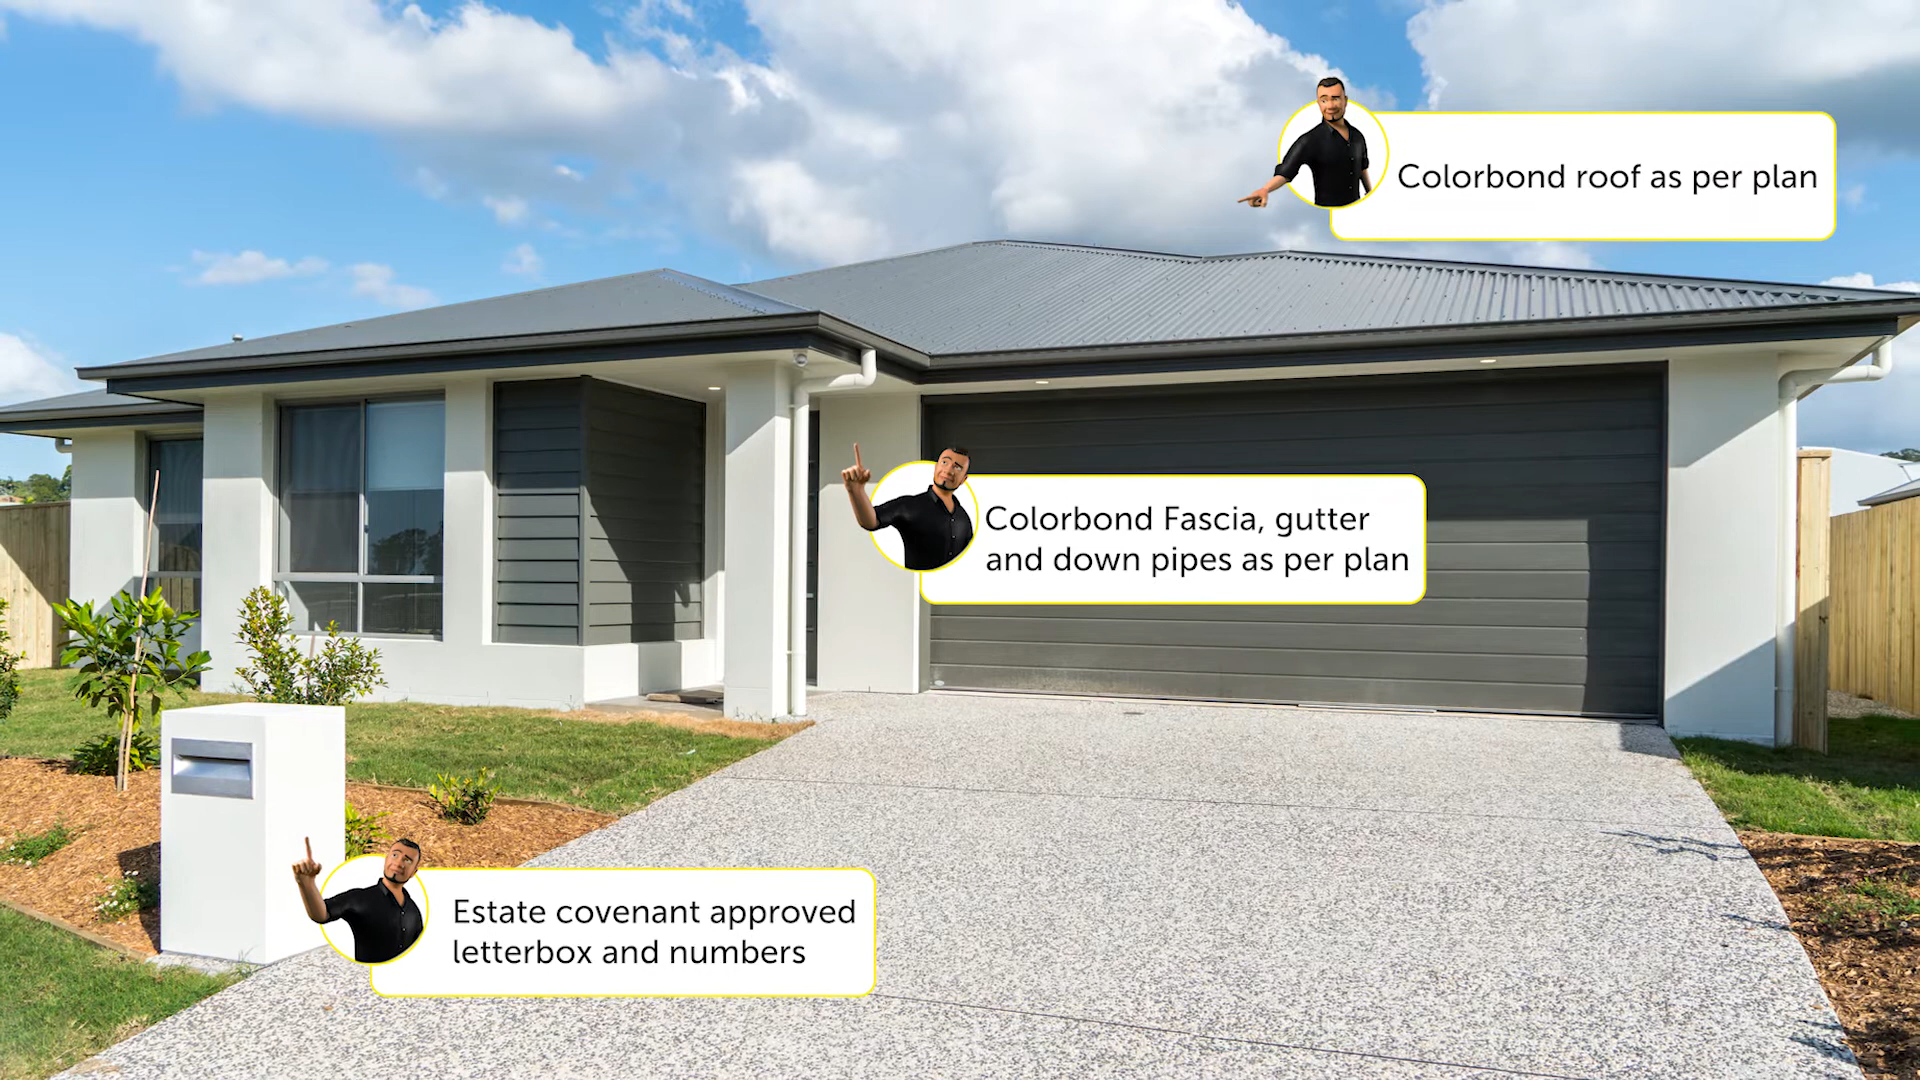 Colorbond roof as per plan
Colorbond Fascia, gutter
and down pipes as per plan
Estate covenant approved
letterbox and numbers